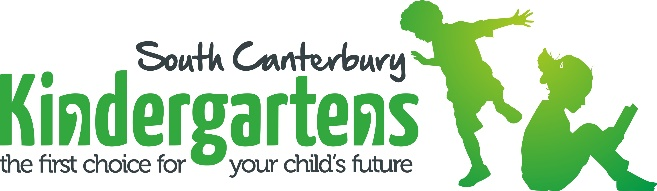 South Canterbury
Kindergartens
the first choice for your child's future